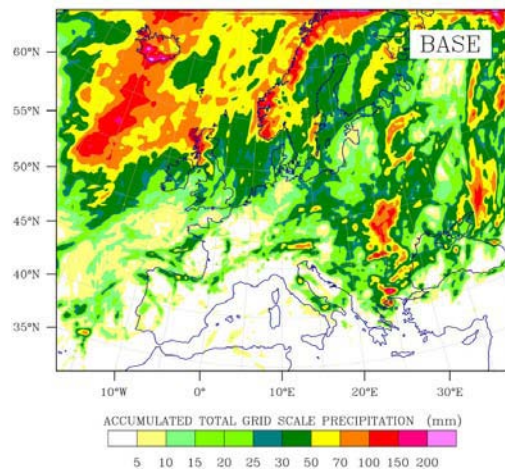 BASE
60°N
55°N
50°N
45°N
40°N
35°N
10°W 0° 10°E 20°E 30°E
ACCUMULATED TOTAL GRID SCALE PRECIPITATION (mm)
5 10 15 20 25 30 50 70 100 150 200